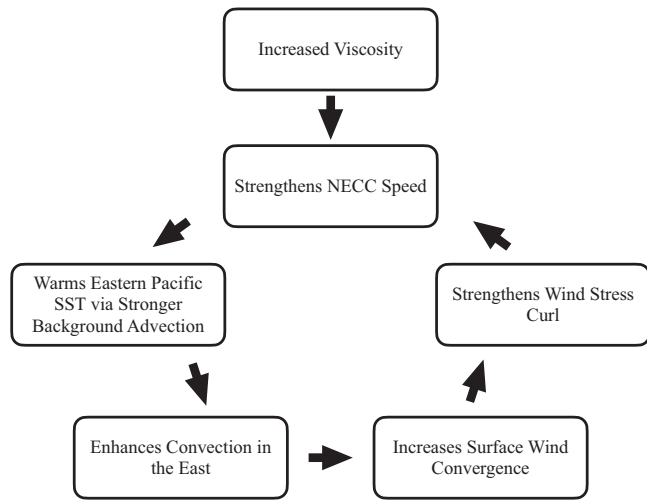 Increased Viscosity
Strengthens NECC Speed
Warms Eastern Pacific
SST via Stronger
Background Advection
Strengthens Wind Stress
Curl
Enhances Convection in
the East
Increases Surface Wind
Convergence